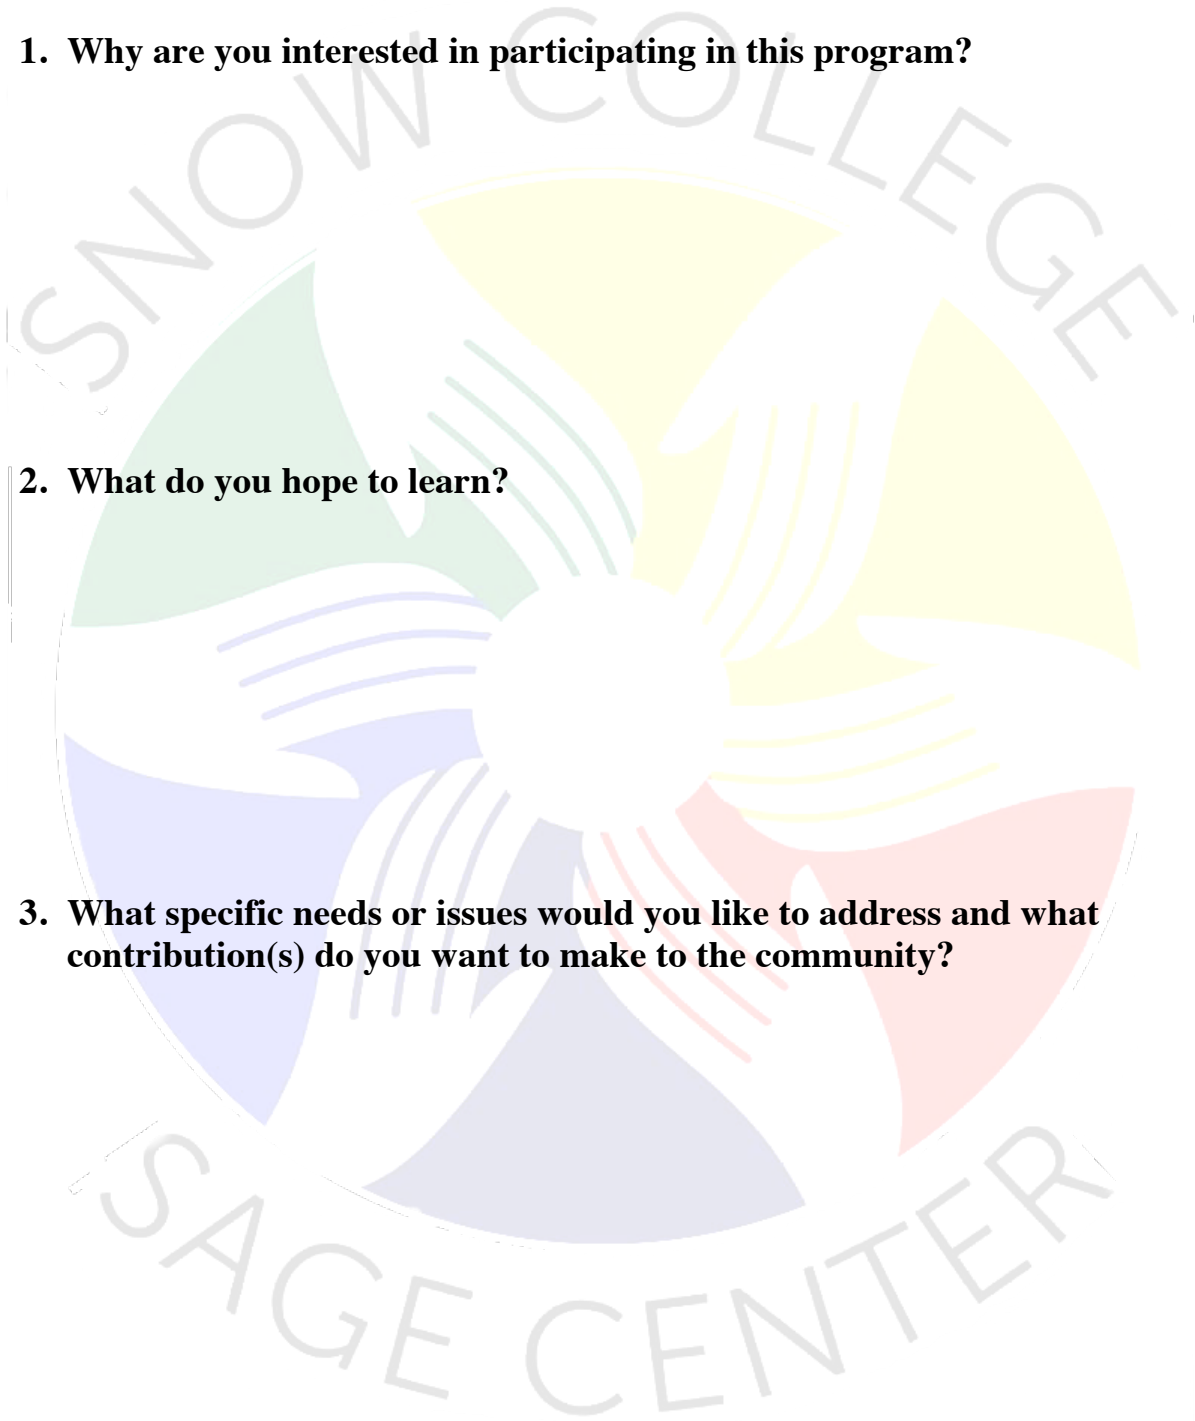 SNOW COLLEGE
1. Why are you interested in participating in this program?
2. What do you hope to learn?
3. What specific needs or issues would you like to address and what
contribution(s) do you want to make to the community?
SAGE CENTER